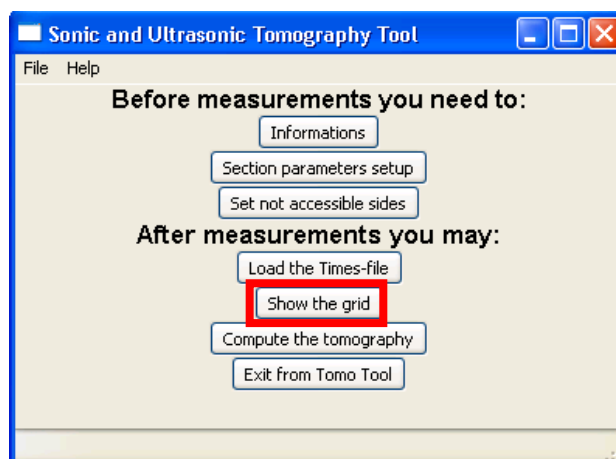 Sonic and Ultrasonic Tomography Tool
File Help
Before measurements you need to:
Informations
Section parameters setup
Set not accessible sides
After measurements you may:
Load the Times-file
Show the grid
Compute the tomography
Exit from Tomo Tool